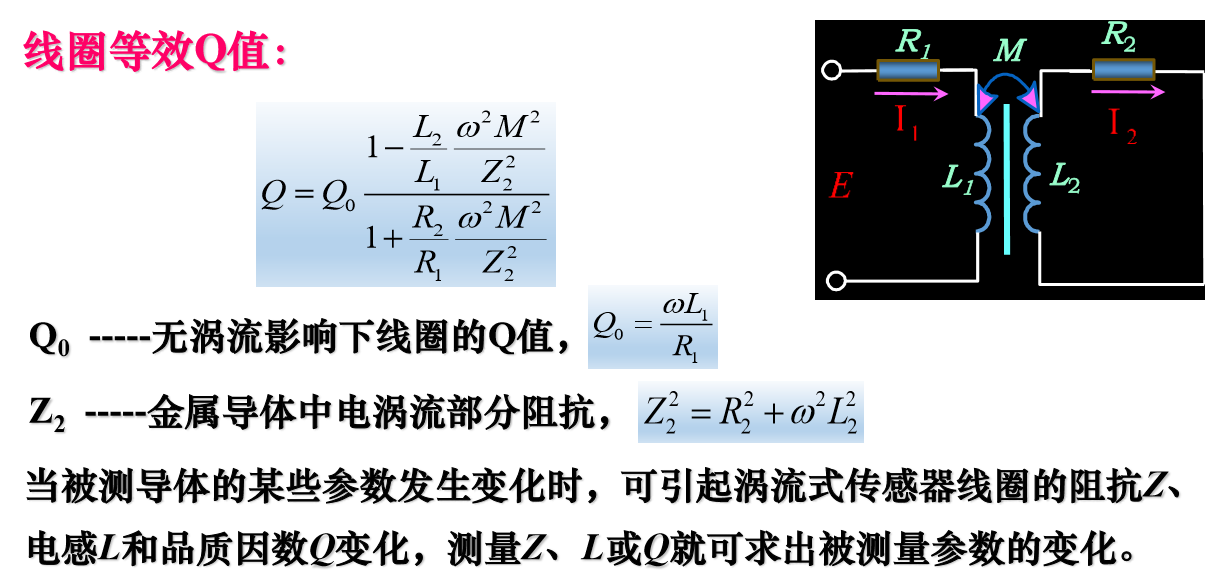 线圈等效Q值：
Q = Q₀ (1 − (L₂/L₁)(ω²M²/Z₂²)) / (1 + (R₂/R₁)(ω²M²/Z₂²))
R₁ M R₂
I₁ I₂
E L₁ L₂
Q₀ -----无涡流影响下线圈的Q值， Q₀ = ωL₁/R₁
Z₂ -----金属导体中电涡流部分阻抗， Z₂² = R₂² + ω²L₂²
当被测导体的某些参数发生变化时，可引起涡流式传感器线圈的阻抗Z、
电感L和品质因数Q变化，测量Z、L或Q就可求出被测量参数的变化。